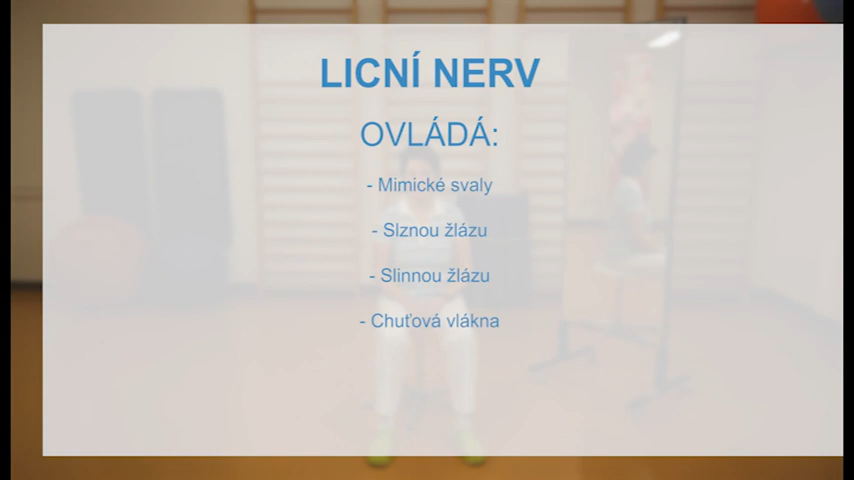 LICNÍ NERV
OVLÁDÁ:
- Mimické svaly
- Slznou žlázu
- Slinnou žlázu
- Chuťová vlákna